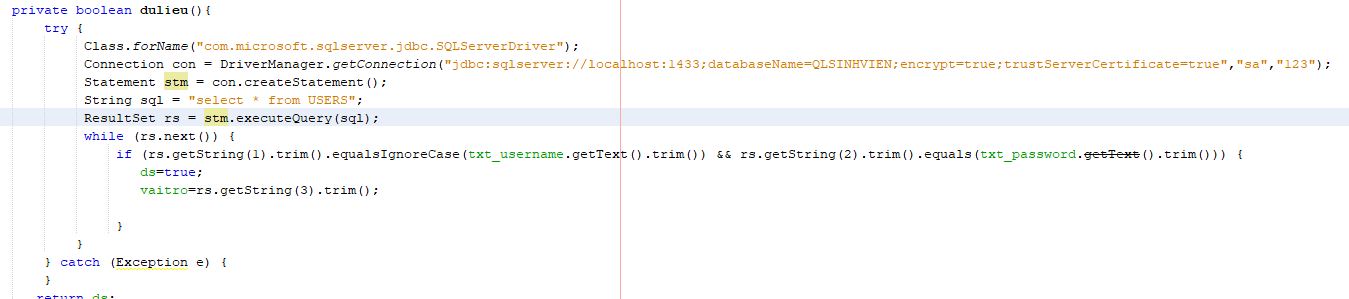 private boolean dulieu(){
try {
Class.forName("com.microsoft.sqlserver.jdbc.SQLServerDriver");
Connection con = DriverManager.getConnection("jdbc:sqlserver://localhost:1433;databaseName=QLSINHVIEN;encrypt=true;trustServerCertificate=true","sa","123");
Statement stm = con.createStatement();
String sql = "select * from USERS";
ResultSet rs = stm.executeQuery(sql);
while (rs.next()) {
if (rs.getString(1).trim().equalsIgnoreCase(txt_username.getText().trim()) && rs.getString(2).trim().equals(txt_password.getText().trim())) {
ds=true;
vaitro=rs.getString(3).trim();
}
}
} catch (Exception e) {
}
return ds;